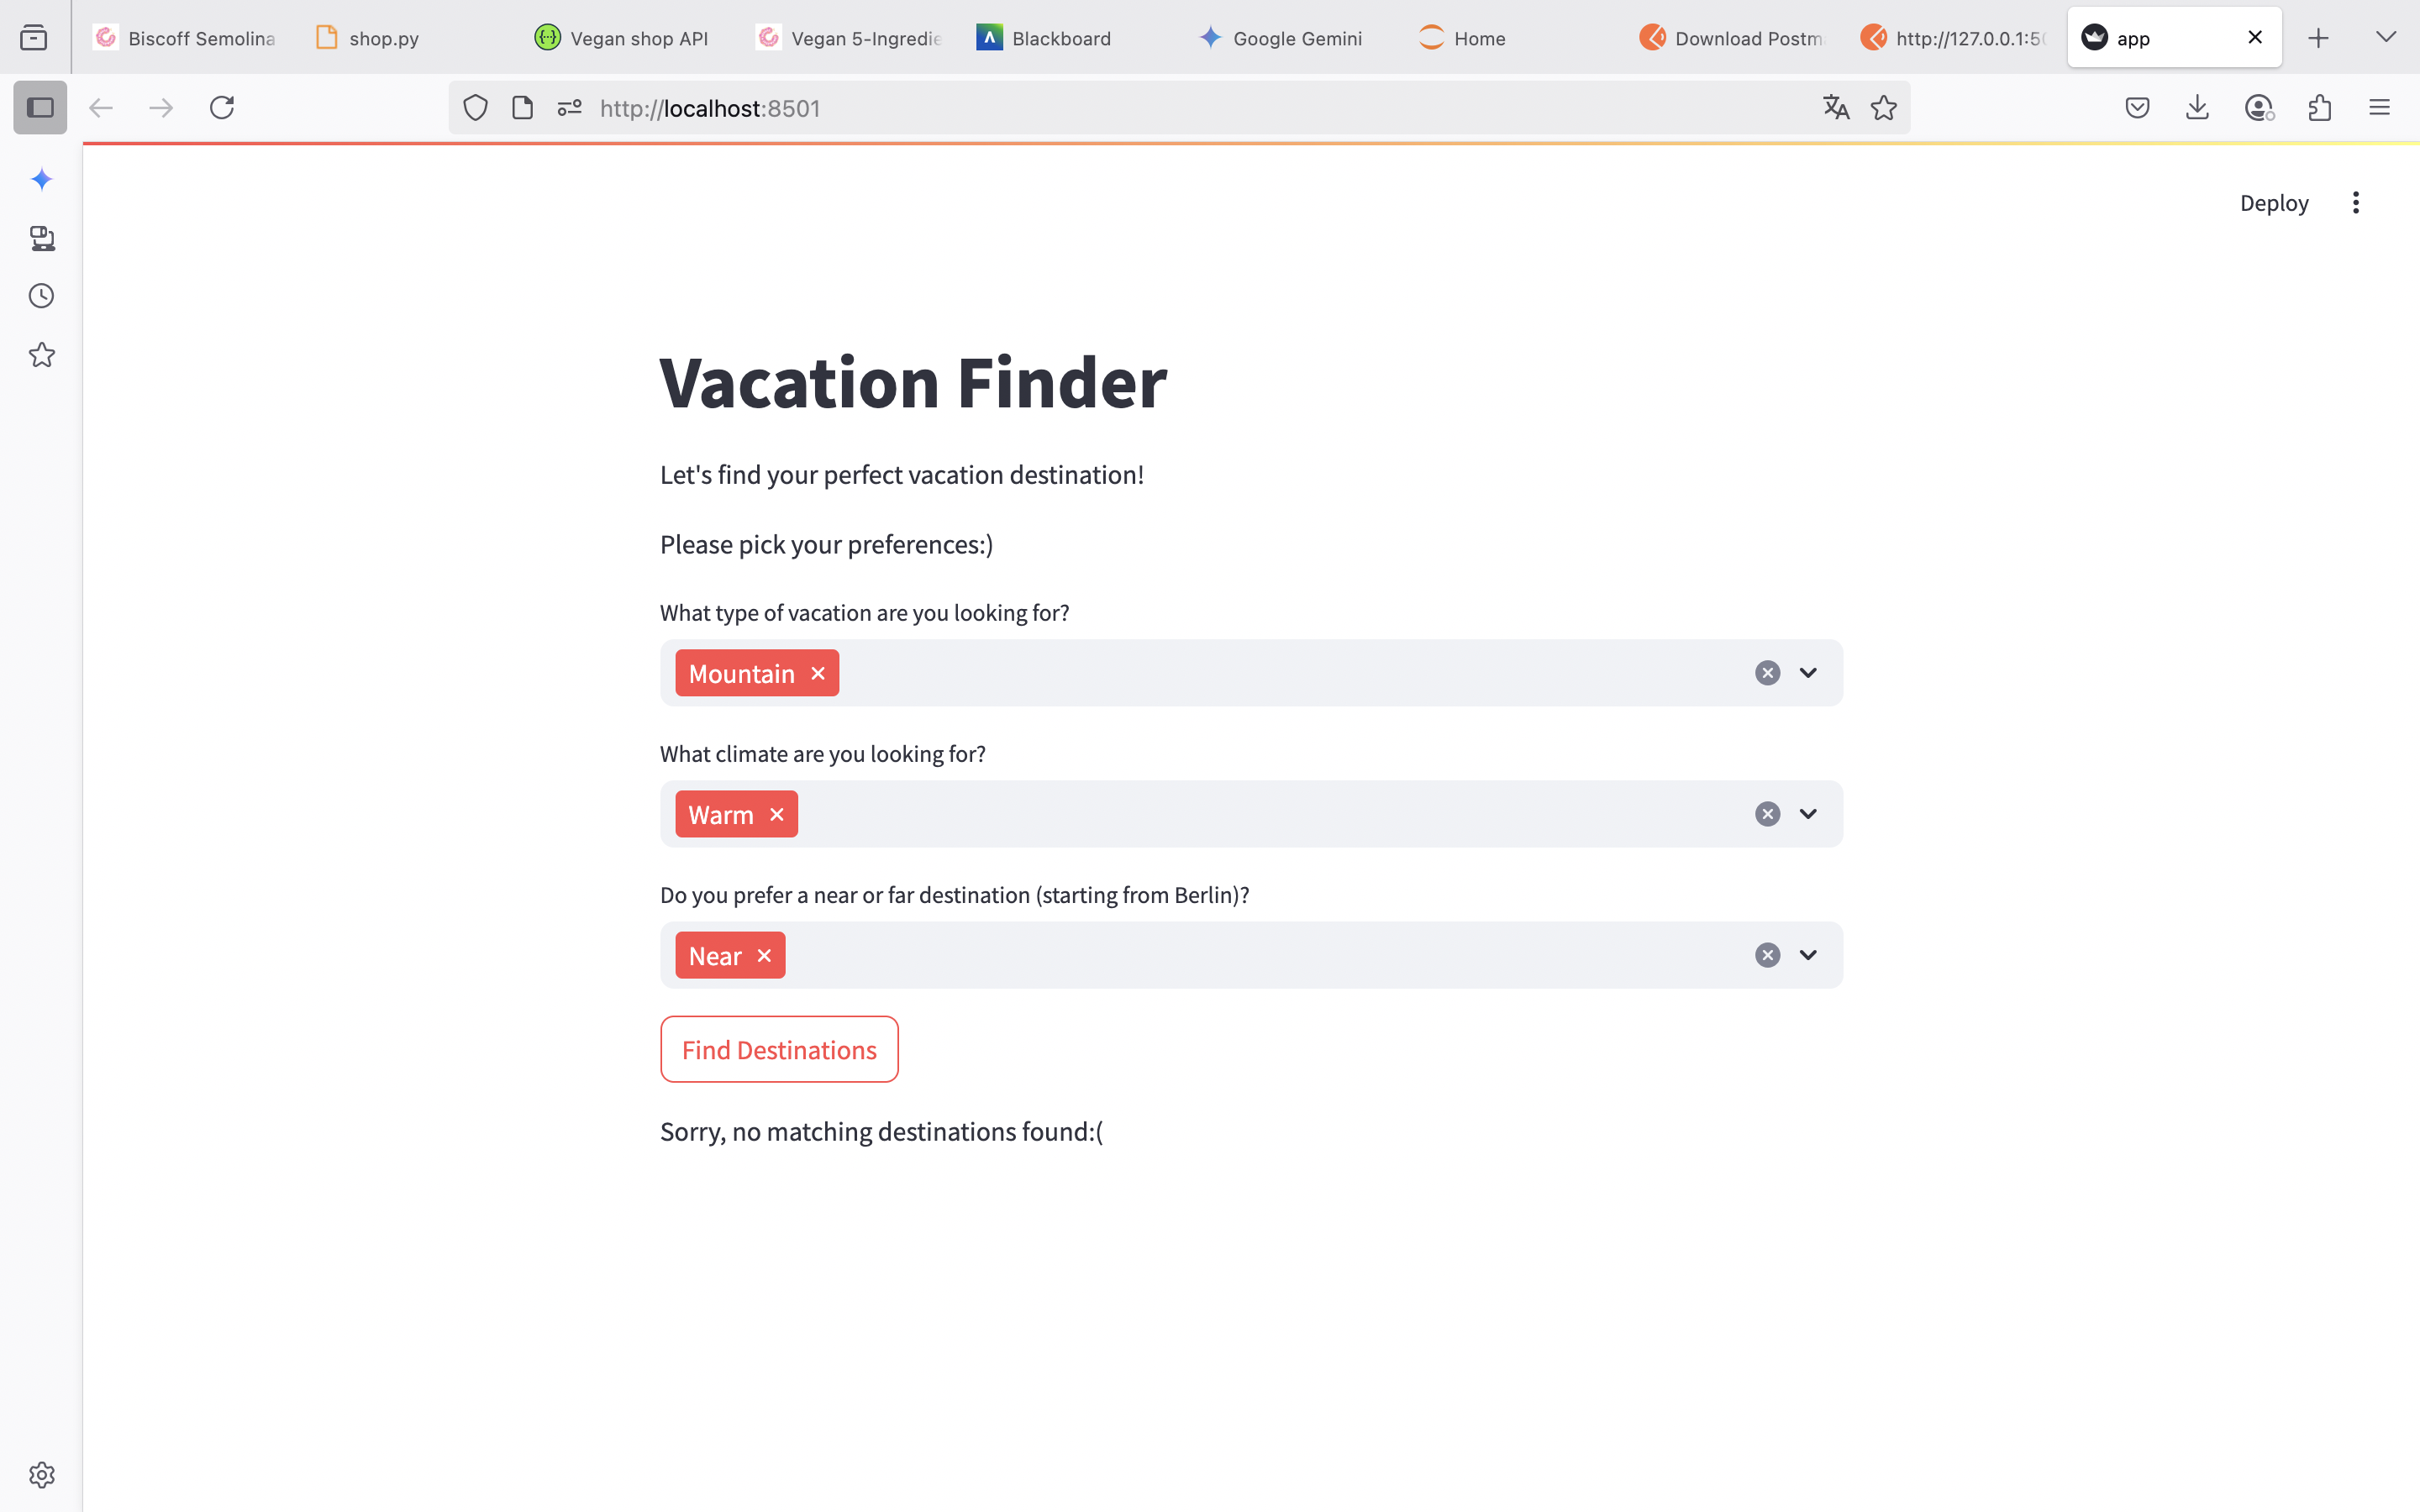 Biscoff Semolina
shop.py
Vegan shop API
Vegan 5-Ingredie
Blackboard
Google Gemini
Home
Download Postm
http://127.0.0.1:50
app
http://localhost:8501
Deploy
Vacation Finder
Let's find your perfect vacation destination!
Please pick your preferences:)
What type of vacation are you looking for?
Mountain
What climate are you looking for?
Warm
Do you prefer a near or far destination (starting from Berlin)?
Near
Find Destinations
Sorry, no matching destinations found:(